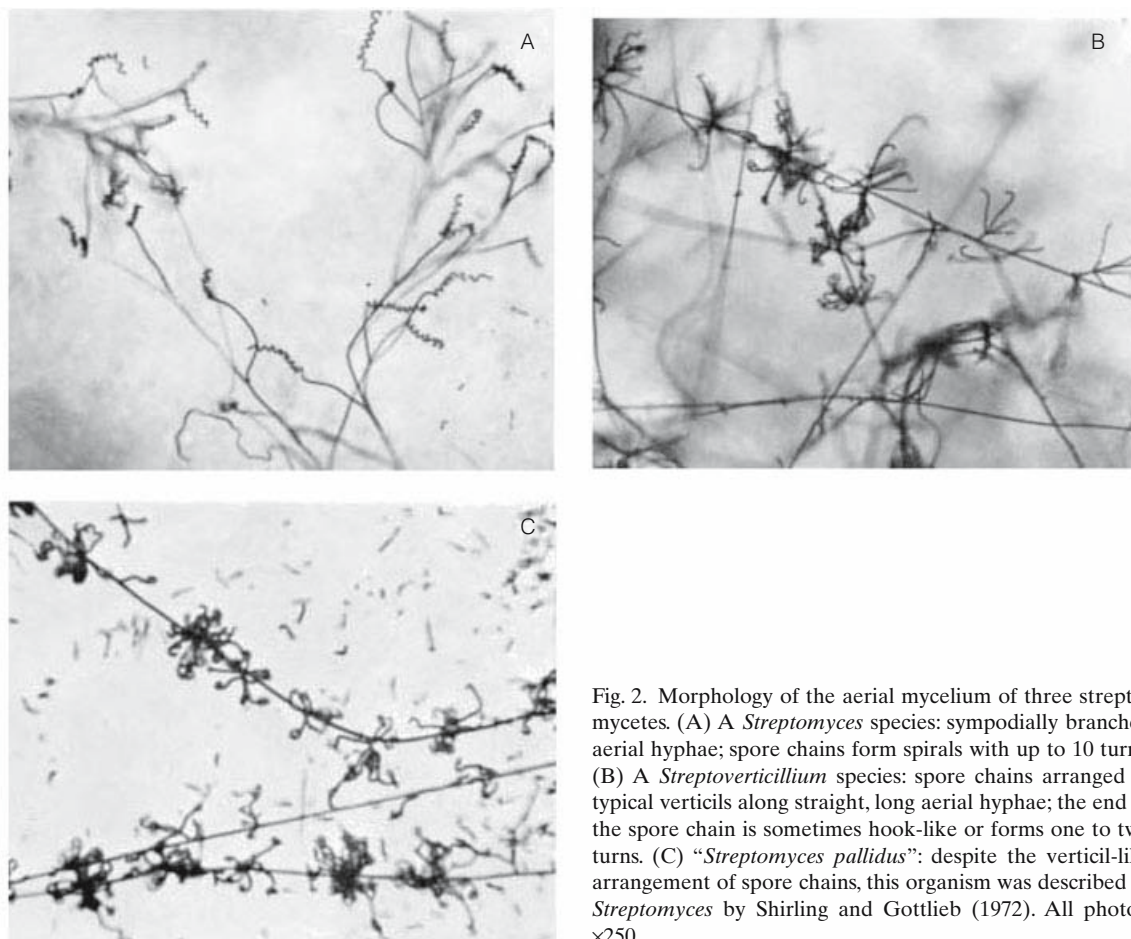 A
B
C
Fig. 2. Morphology of the aerial mycelium of three strept
mycetes. (A) A Streptomyces species: sympodially branche
aerial hyphae; spore chains form spirals with up to 10 turn
(B) A Streptoverticillium species: spore chains arranged
typical verticils along straight, long aerial hyphae; the end
the spore chain is sometimes hook-like or forms one to tw
turns. (C) “Streptomyces pallidus”: despite the verticil-lik
arrangement of spore chains, this organism was described
Streptomyces by Shirling and Gottlieb (1972). All photo
×250